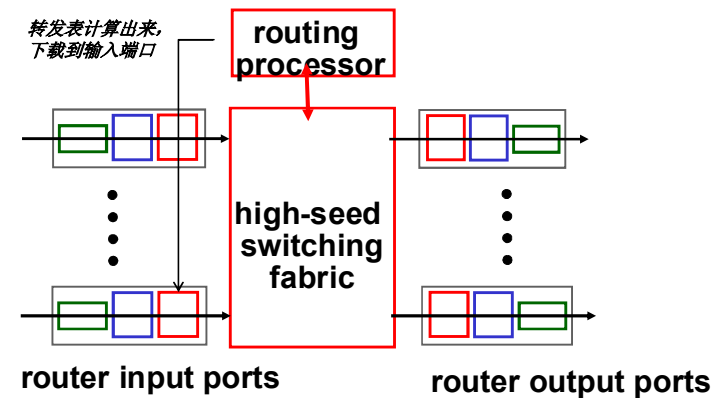 转发表计算出来，
下载到输入端口
routing
processor
high-seed
switching
fabric
router input ports
router output ports